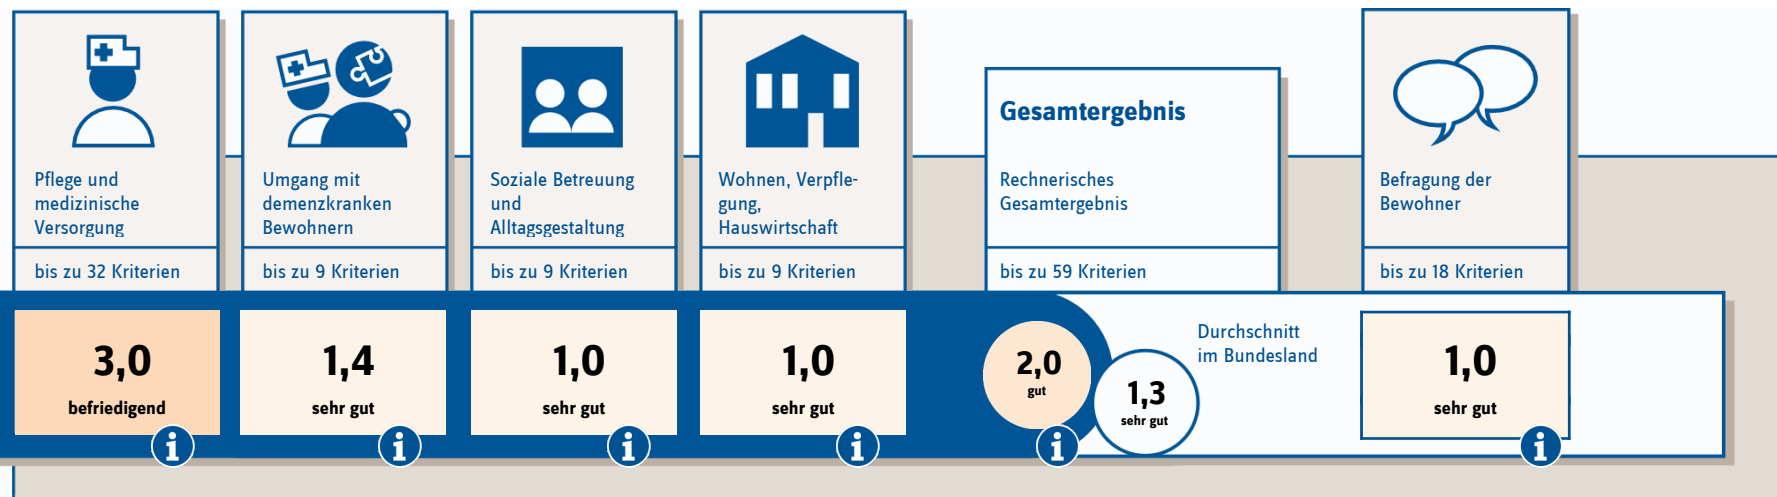 Pflege und
medizinische
Versorgung
bis zu 32 Kriterien
3,0
befriedigend
Umgang mit
demenzkranken
Bewohnern
bis zu 9 Kriterien
1,4
sehr gut
Soziale Betreuung
und
Alltagsgestaltung
bis zu 9 Kriterien
1,0
sehr gut
Wohnen, Verpfle-
gung,
Hauswirtschaft
bis zu 9 Kriterien
1,0
sehr gut
Gesamtergebnis
Rechnerisches
Gesamtergebnis
bis zu 59 Kriterien
2,0
gut
1,3
sehr gut
Durchschnitt
im Bundesland
Befragung der
Bewohner
bis zu 18 Kriterien
1,0
sehr gut